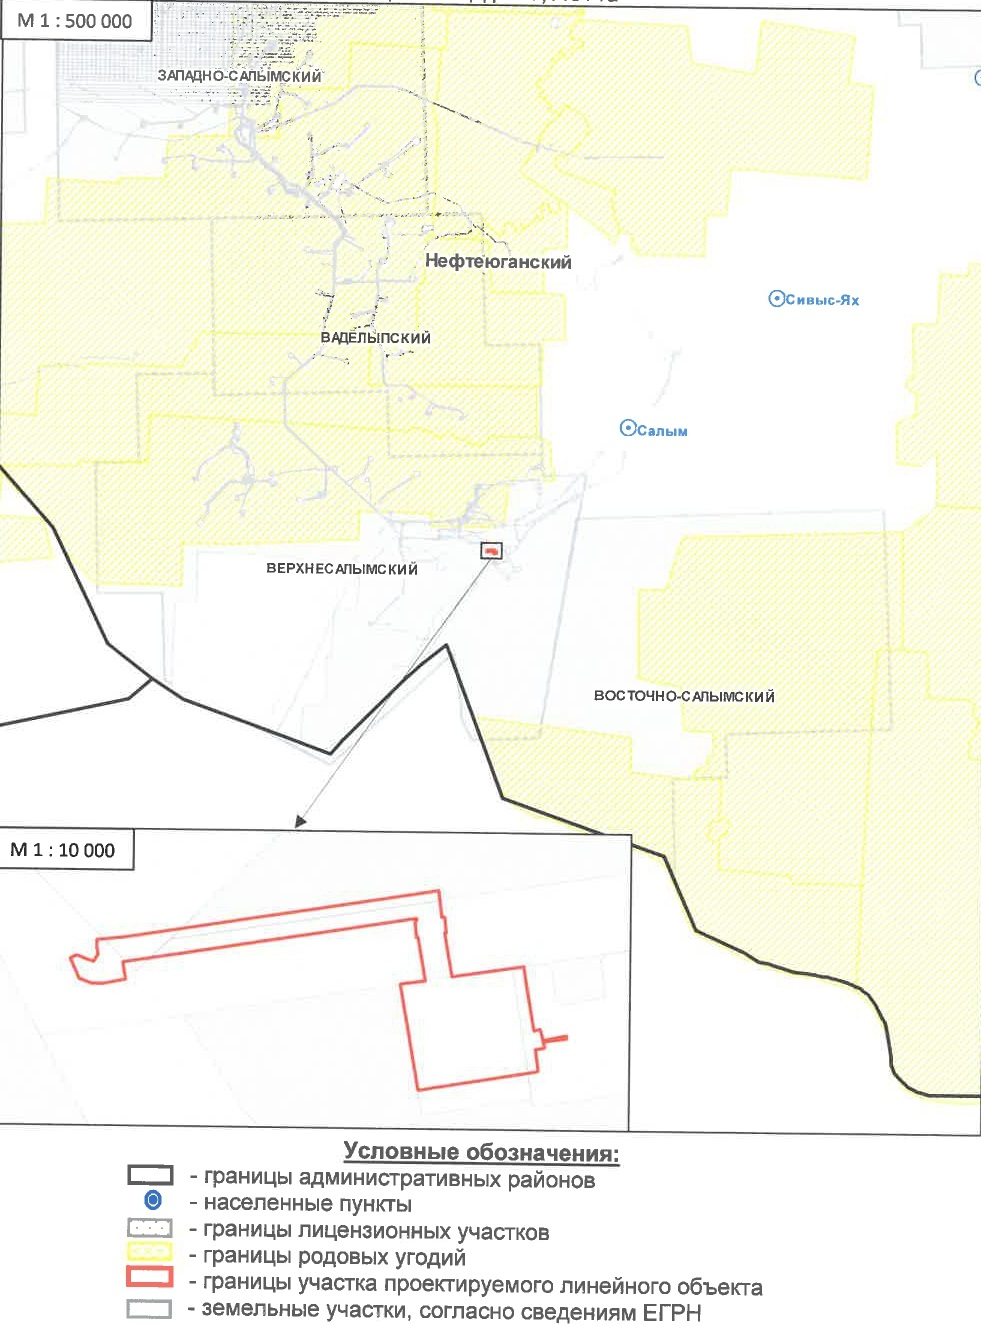 М 1 : 500 000
ЗАПАДНО-САЛЫМСКИЙ
Нефтеюганский
Сивыс-Ях
ВАДЕЛЫПСКИЙ
Салым
ВЕРХНЕСАЛЫМСКИЙ
ВОСТОЧНО-САЛЫМСКИЙ
М 1 : 10 000
Условные обозначения:
- границы административных районов
- населенные пункты
- границы лицензионных участков
- границы родовых угодий
- границы участка проектируемого линейного объекта
- земельные участки, согласно сведениям ЕГРН